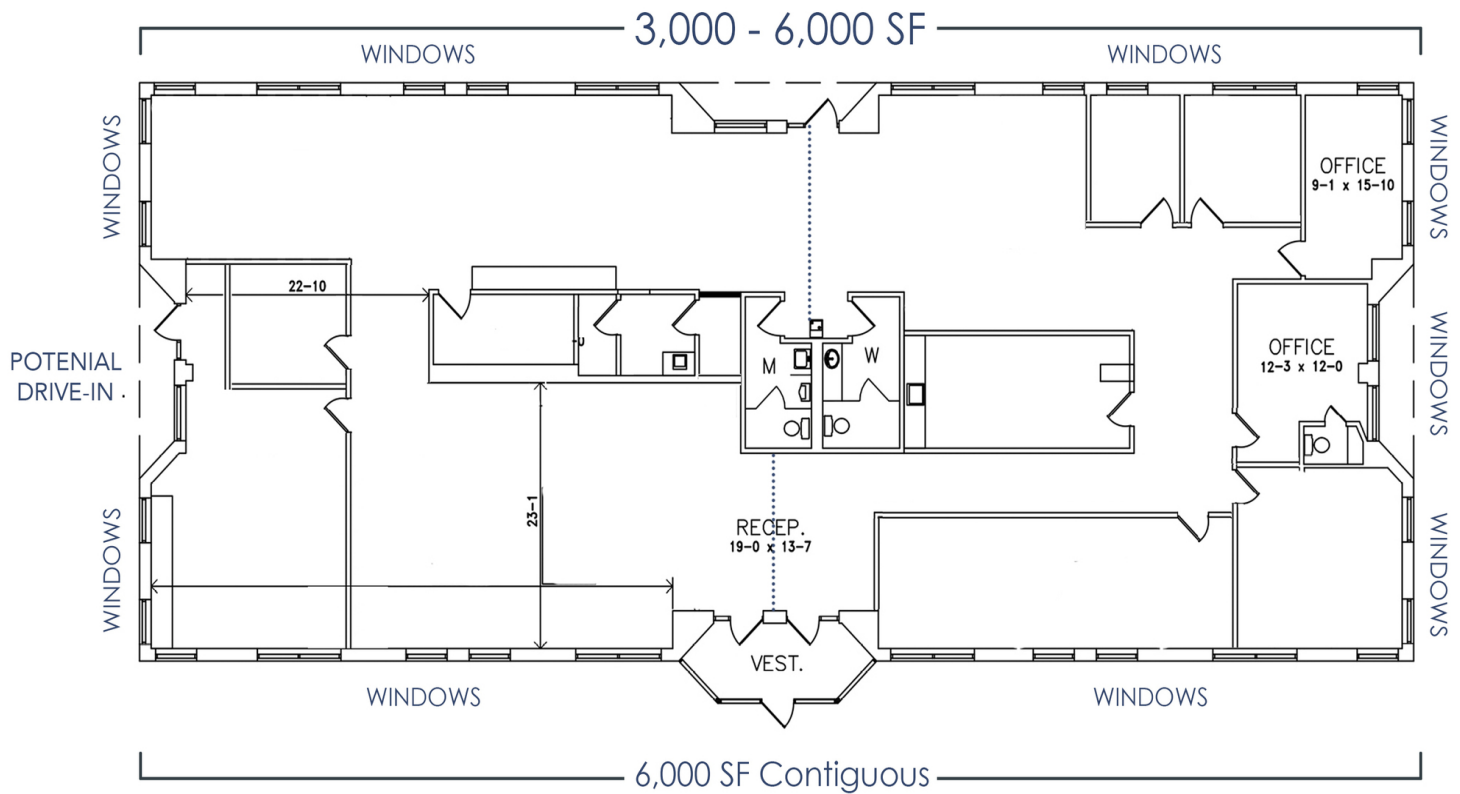 3,000 - 6,000 SF
WINDOWS
WINDOWS
WINDOWS
WINDOWS
OFFICE
9-1 x 15-10
22-10
POTENIAL
DRIVE-IN .
M
W
OFFICE
12-3 x 12-0
WINDOWS
23-1
RECEP.
19-0 x 13-7
WINDOWS
WINDOWS
VEST.
WINDOWS
WINDOWS
6,000 SF Contiguous